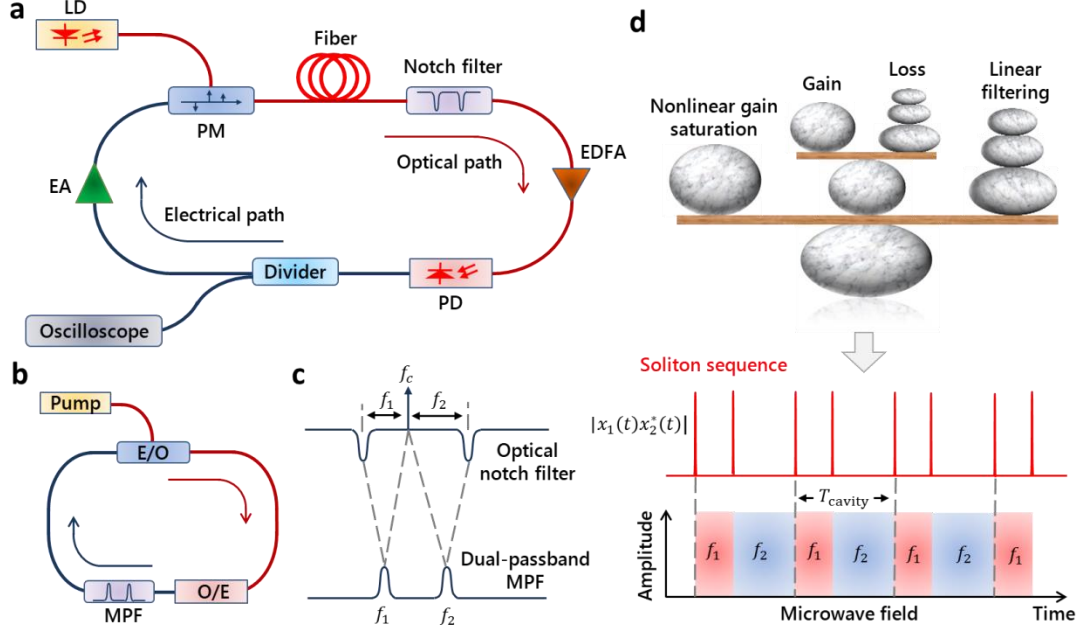 a
LD
Fiber
Notch filter
PM
Optical path
EDFA
EA
Electrical path
Divider
PD
Oscilloscope
b
Pump
E/O
MPF
O/E
c
f_c
f_1
f_2
Optical
notch filter
Dual-passband
MPF
f_1
f_2
d
Gain
Loss
Linear
filtering
Nonlinear gain
saturation
Soliton sequence
|x_1(t)x_2^*(t)|
T_cavity
Amplitude
f_1
f_2
f_1
f_2
f_1
f_2
f_1
Microwave field
Time